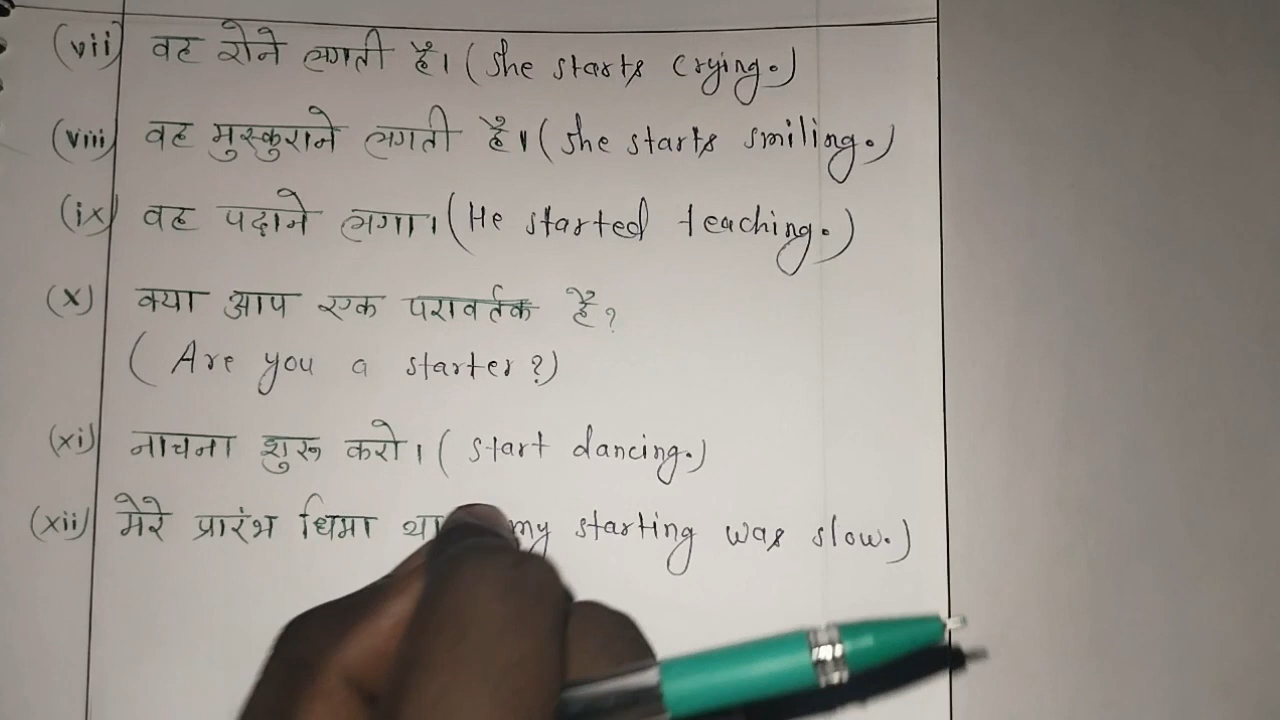 (vii) वह रोने लगती है। (She starts crying.)
(viii) वह मुस्कुराने लगती है। (She starts smiling.)
(ix) वह पढ़ाने लगा। (He started teaching.)
(x) क्या आप एक परावर्तक हैं?
(Are you a starter?)
(xi) नाचना शुरू करो। (Start dancing.)
(xii) मेरे प्रारंभ धिमा था my starting was slow.)